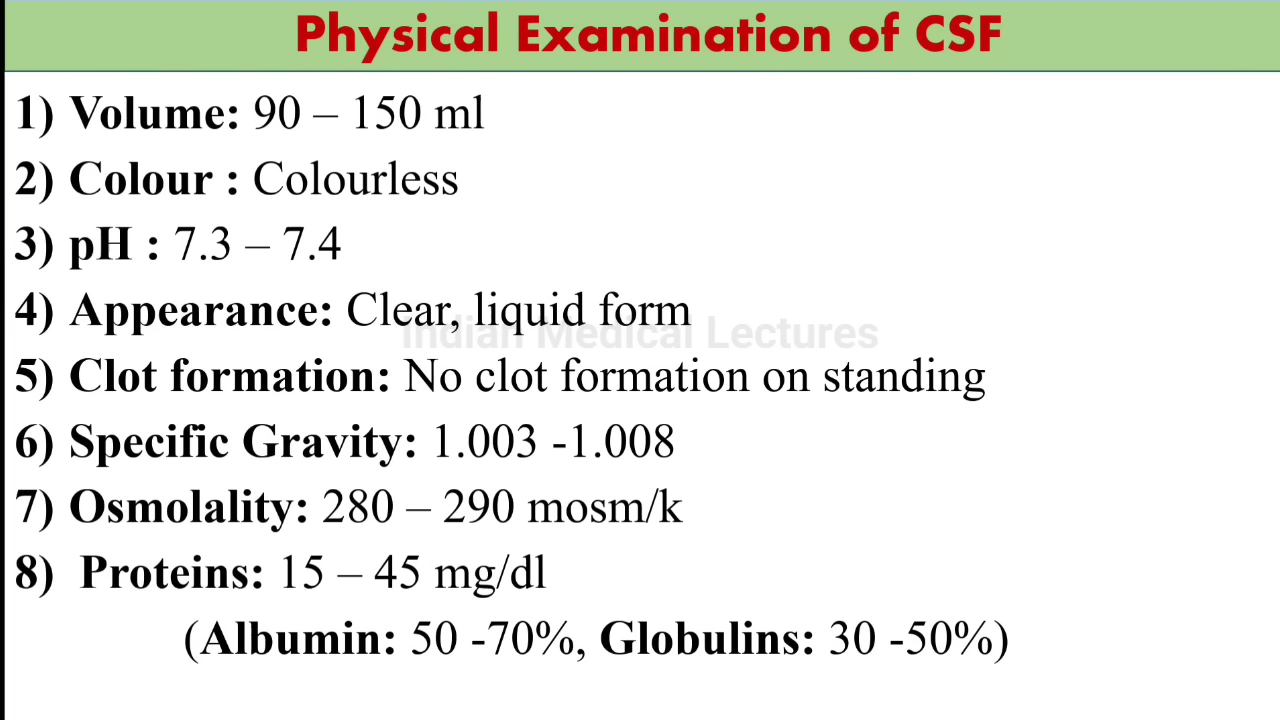 Physical Examination of CSF
1) Volume: 90 – 150 ml
2) Colour : Colourless
3) pH : 7.3 – 7.4
4) Appearance: Clear, liquid form
Indian Medical Lectures
5) Clot formation: No clot formation on standing
6) Specific Gravity: 1.003 -1.008
7) Osmolality: 280 – 290 mosm/k
8) Proteins: 15 – 45 mg/dl
(Albumin: 50 -70%, Globulins: 30 -50%)